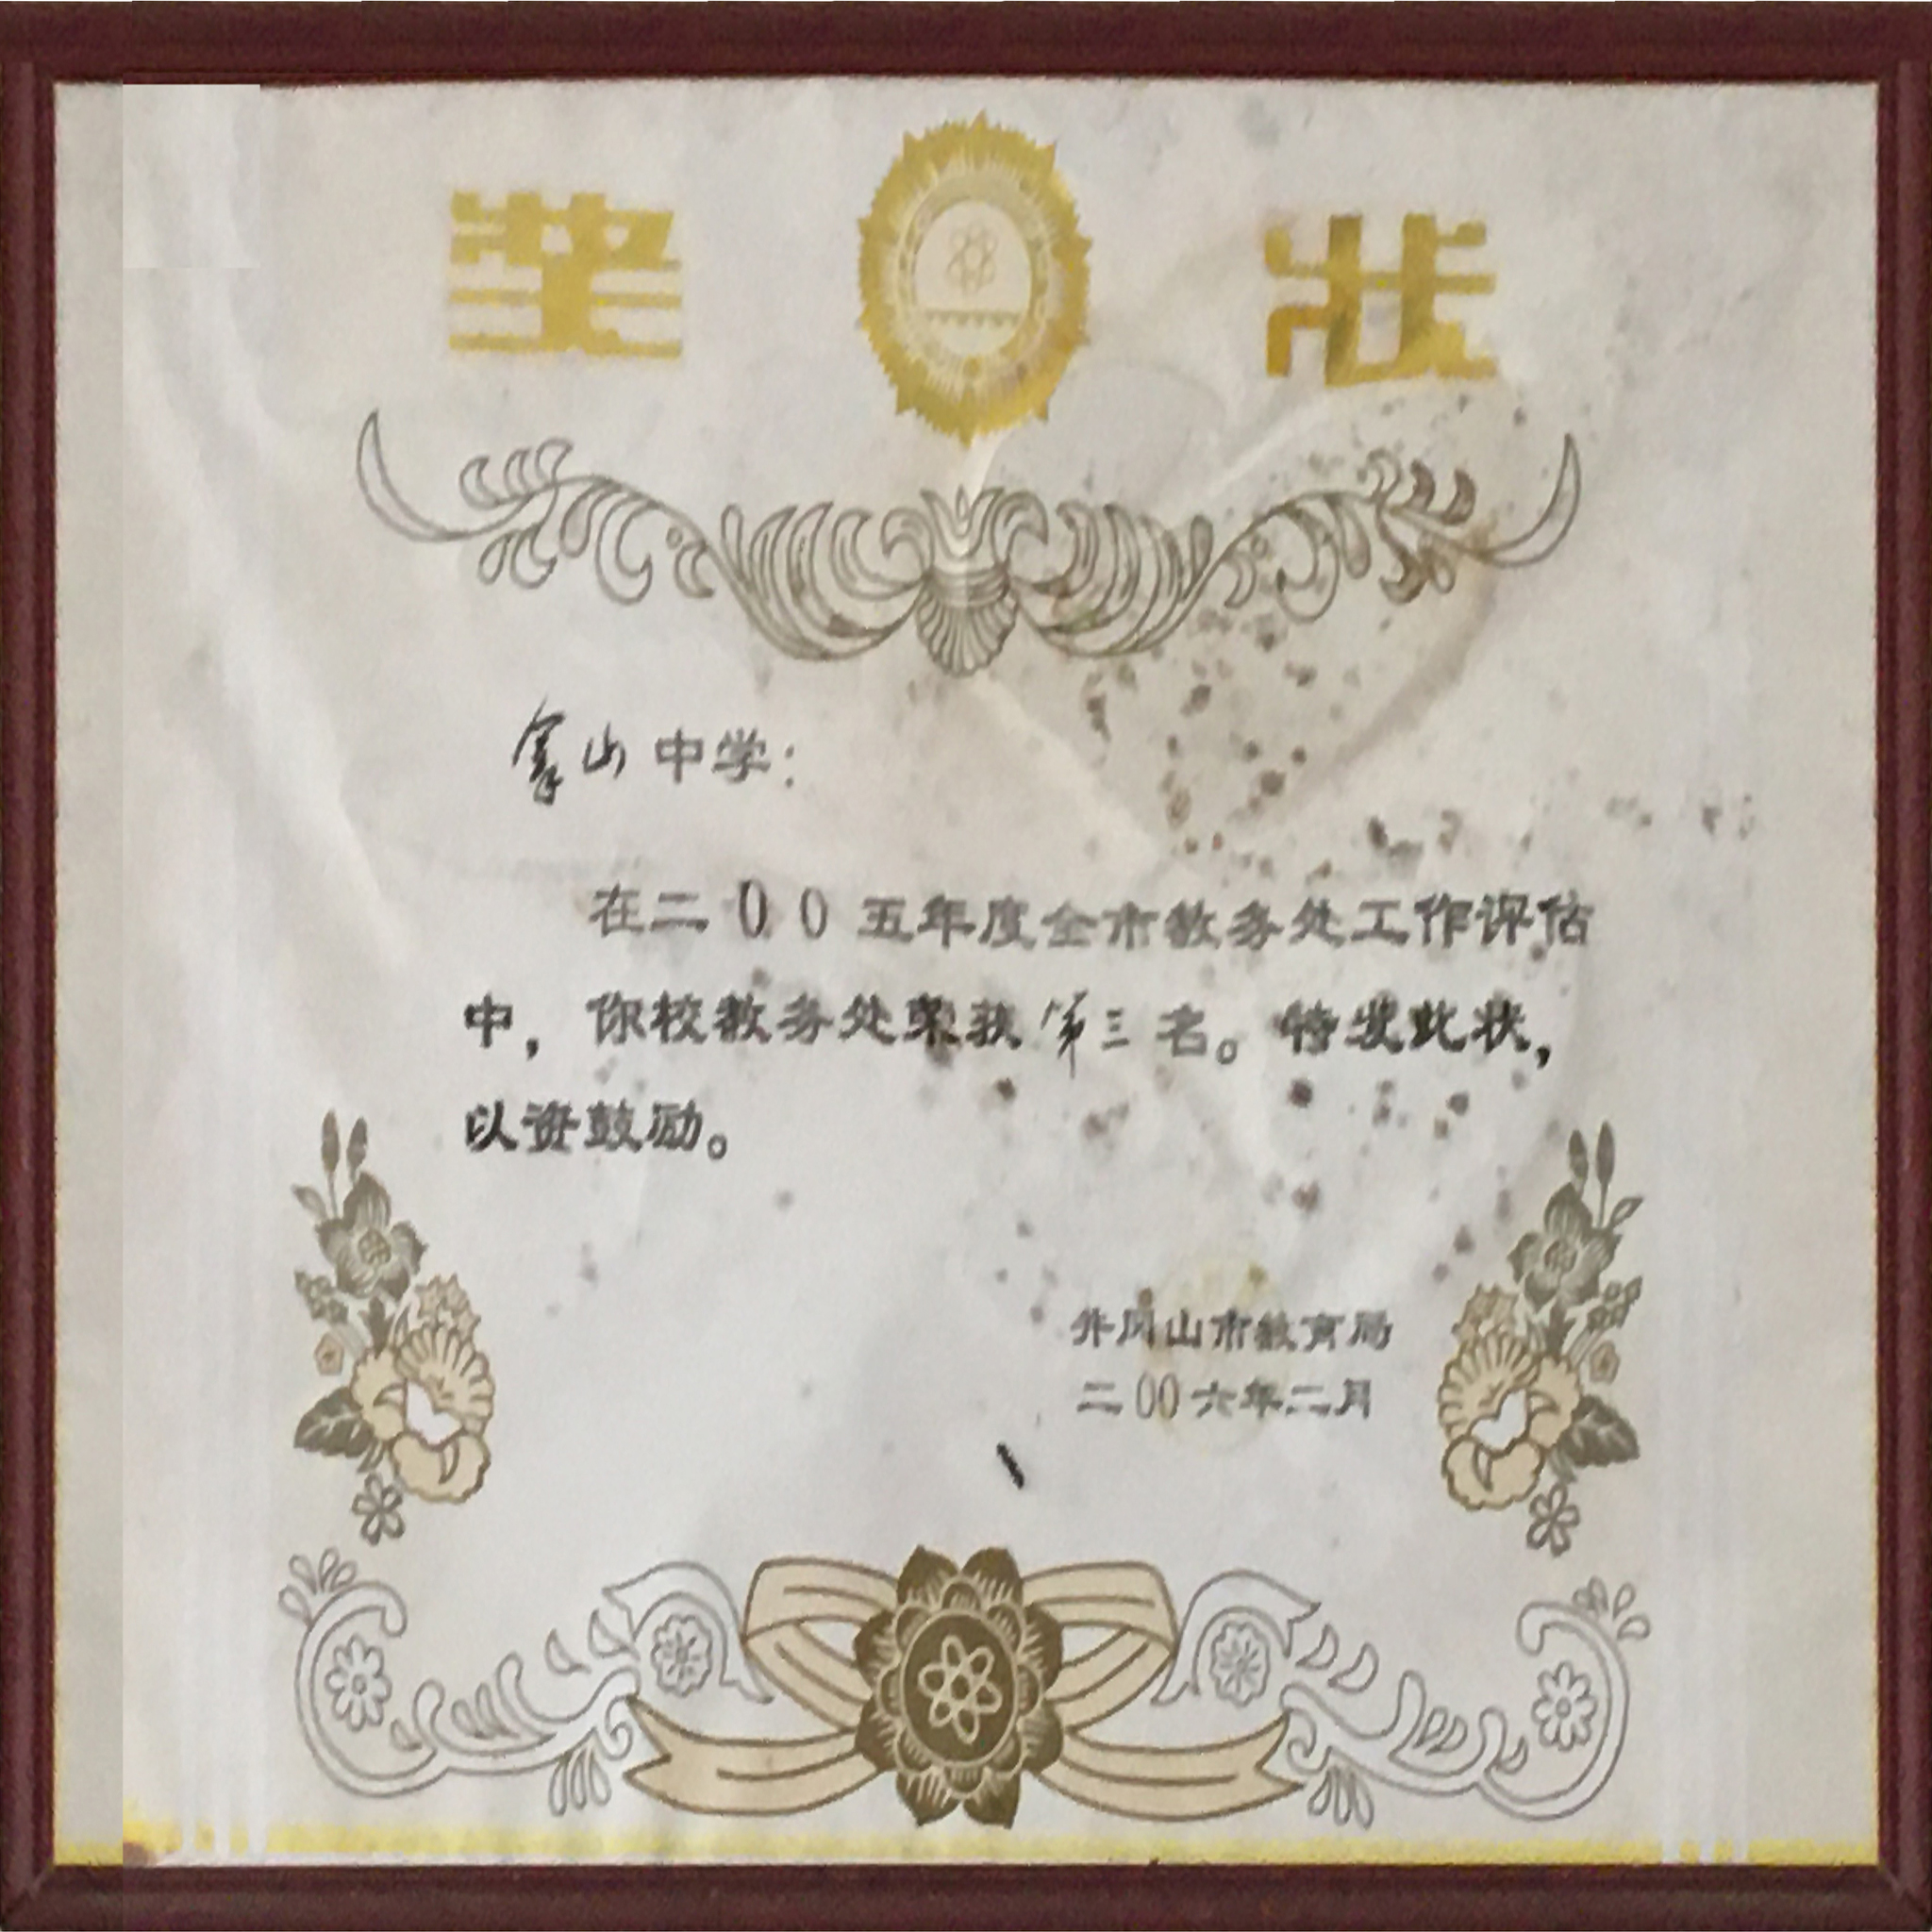 奖状
拿山中学：
在二00五年度全市教务处工作评估
中，你校教务处荣获第三名。特发此状，
以资鼓励。
井冈山市教育局
二00六年二月